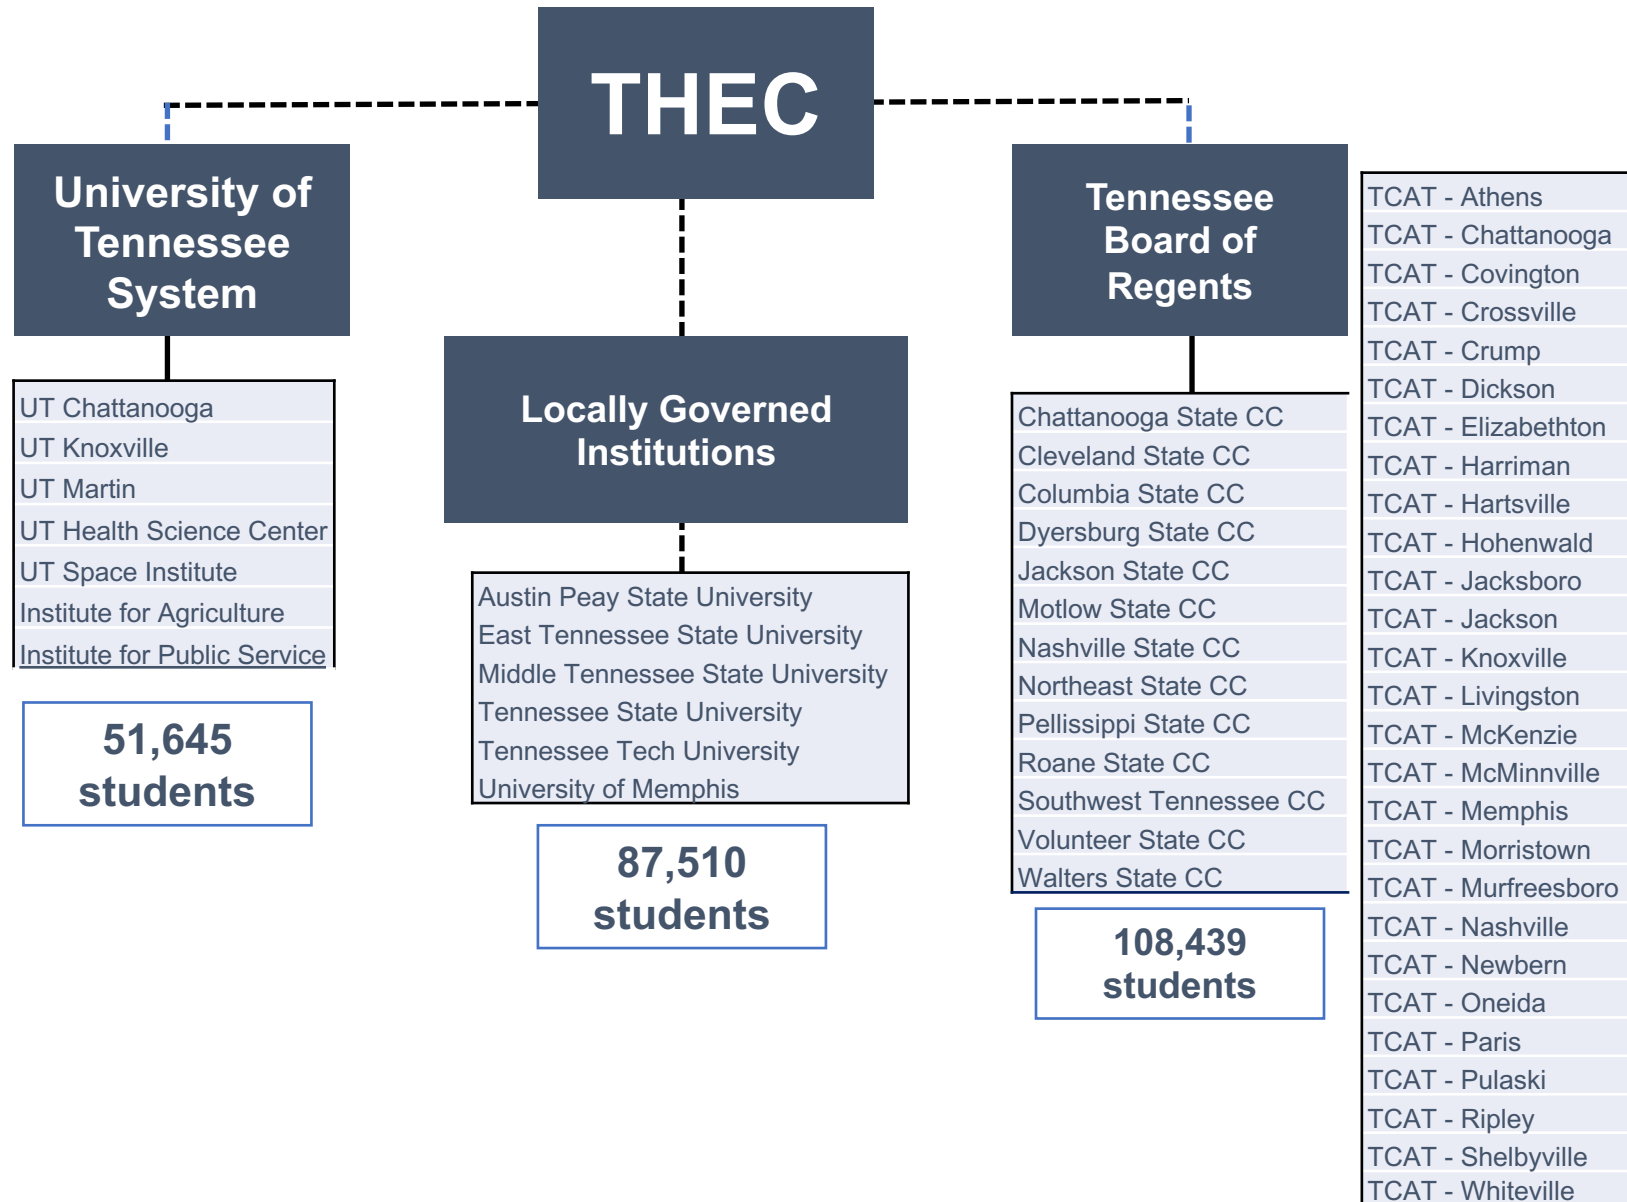 THEC
University of
Tennessee
System
UT Chattanooga
UT Knoxville
UT Martin
UT Health Science Center
UT Space Institute
Institute for Agriculture
Institute for Public Service
51,645
students
Locally Governed
Institutions
Austin Peay State University
East Tennessee State University
Middle Tennessee State University
Tennessee State University
Tennessee Tech University
University of Memphis
87,510
students
Tennessee
Board of
Regents
Chattanooga State CC
Cleveland State CC
Columbia State CC
Dyersburg State CC
Jackson State CC
Motlow State CC
Nashville State CC
Northeast State CC
Pellissippi State CC
Roane State CC
Southwest Tennessee CC
Volunteer State CC
Walters State CC
108,439
students
TCAT - Athens
TCAT - Chattanooga
TCAT - Covington
TCAT - Crossville
TCAT - Crump
TCAT - Dickson
TCAT - Elizabethton
TCAT - Harriman
TCAT - Hartsville
TCAT - Hohenwald
TCAT - Jacksboro
TCAT - Jackson
TCAT - Knoxville
TCAT - Livingston
TCAT - McKenzie
TCAT - McMinnville
TCAT - Memphis
TCAT - Morristown
TCAT - Murfreesboro
TCAT - Nashville
TCAT - Newbern
TCAT - Oneida
TCAT - Paris
TCAT - Pulaski
TCAT - Ripley
TCAT - Shelbyville
TCAT - Whiteville